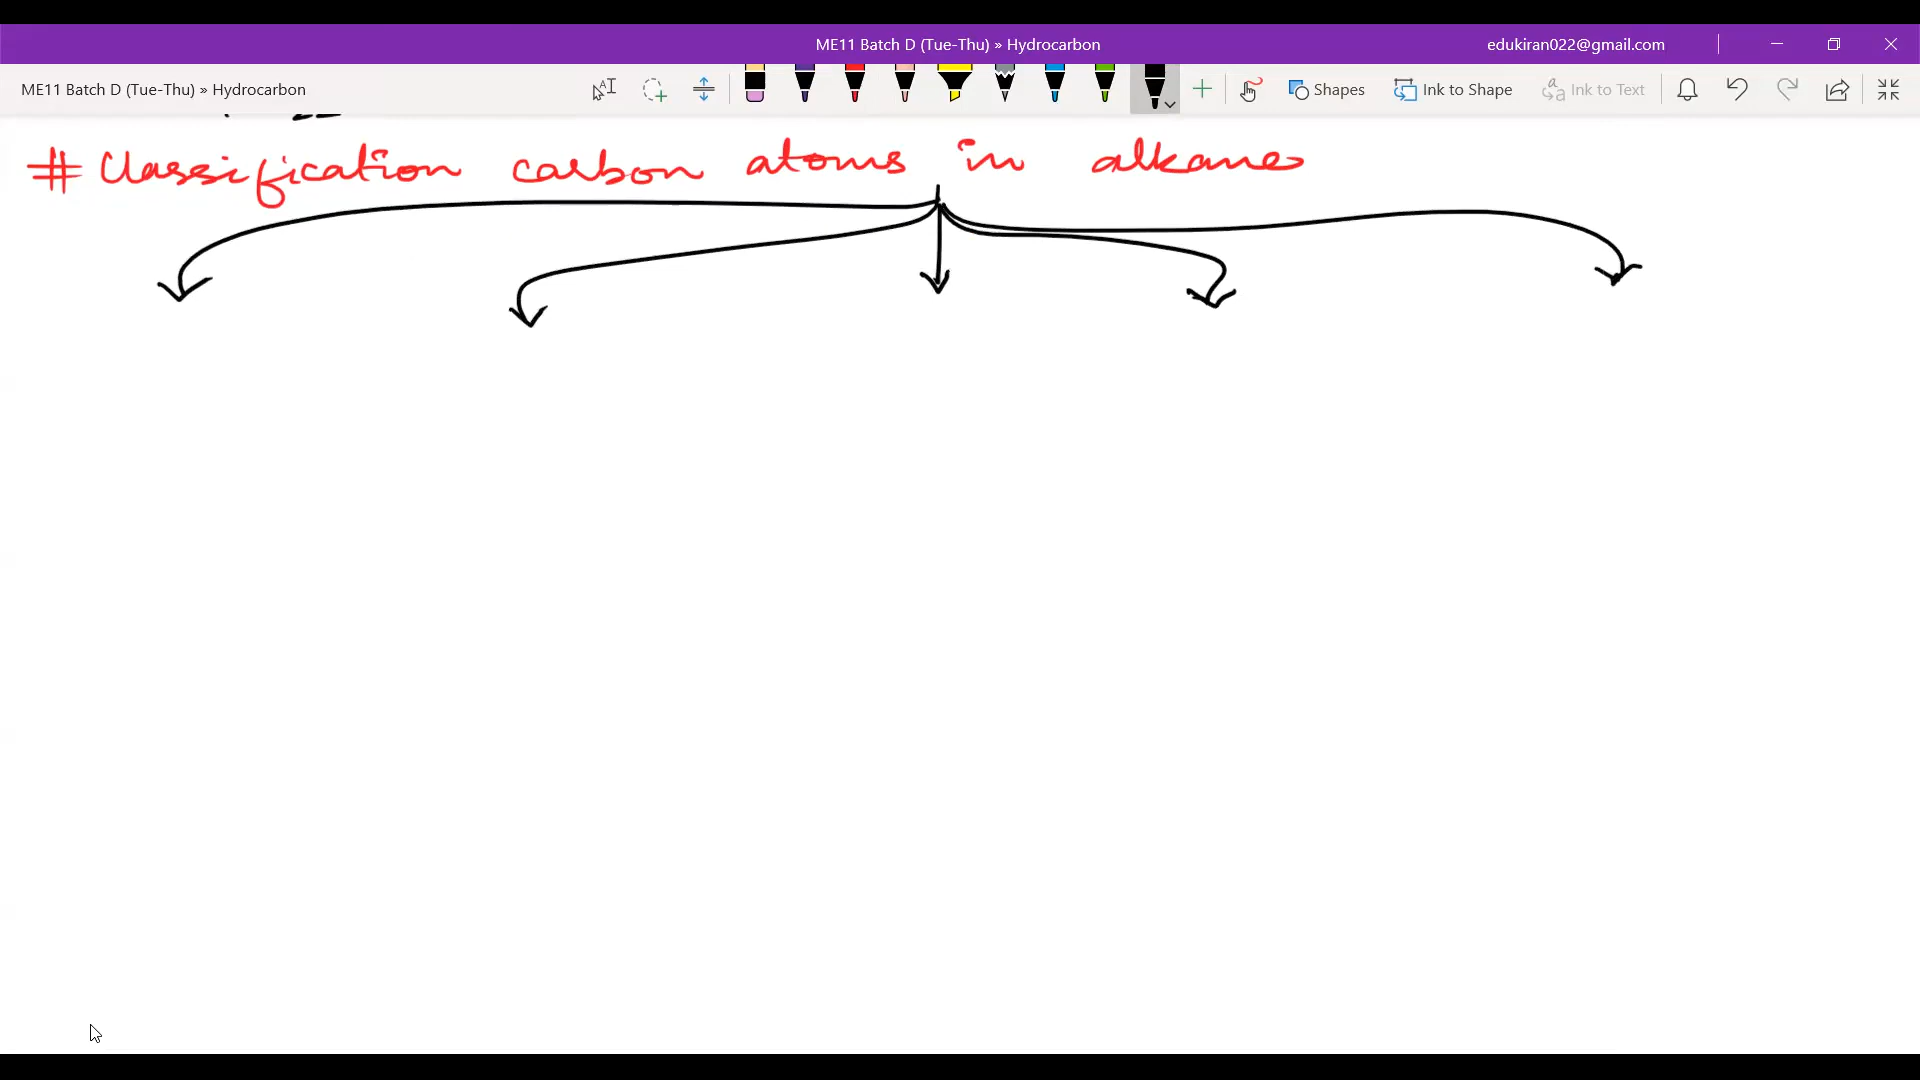 ME11 Batch D (Tue-Thu) » Hydrocarbon
edukiran022@gmail.com
ME11 Batch D (Tue-Thu) » Hydrocarbon
Shapes
Ink to Shape
Ink to Text
# Classification carbon atoms in alkanes